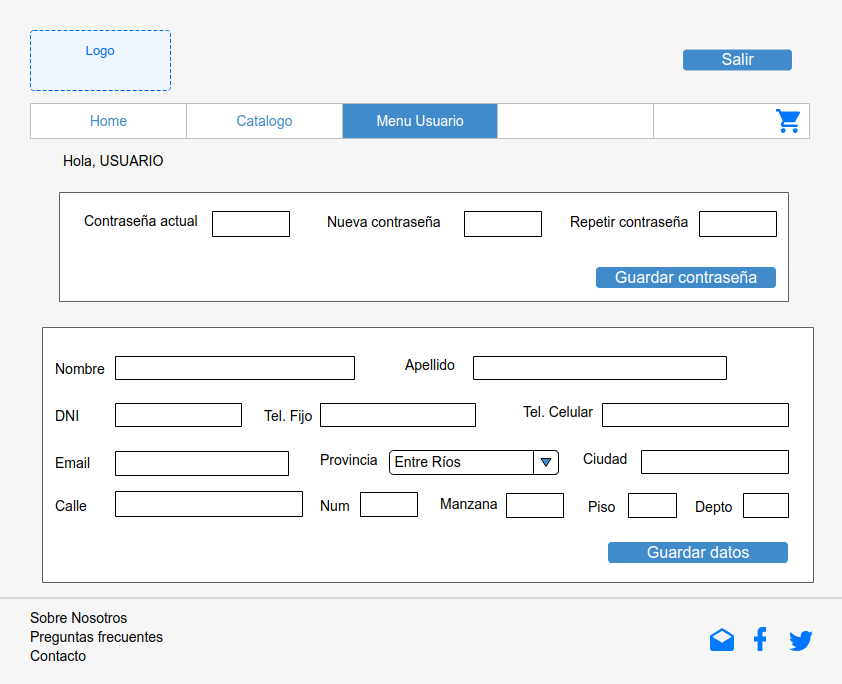 Logo
Salir
Home Catalogo Menu Usuario
Hola, USUARIO
Contraseña actual Nueva contraseña Repetir contraseña
Guardar contraseña
Nombre Apellido
DNI Tel. Fijo Tel. Celular
Email Provincia Entre Ríos Ciudad
Calle Num Manzana Piso Depto
Guardar datos
Sobre Nosotros
Preguntas frecuentes
Contacto